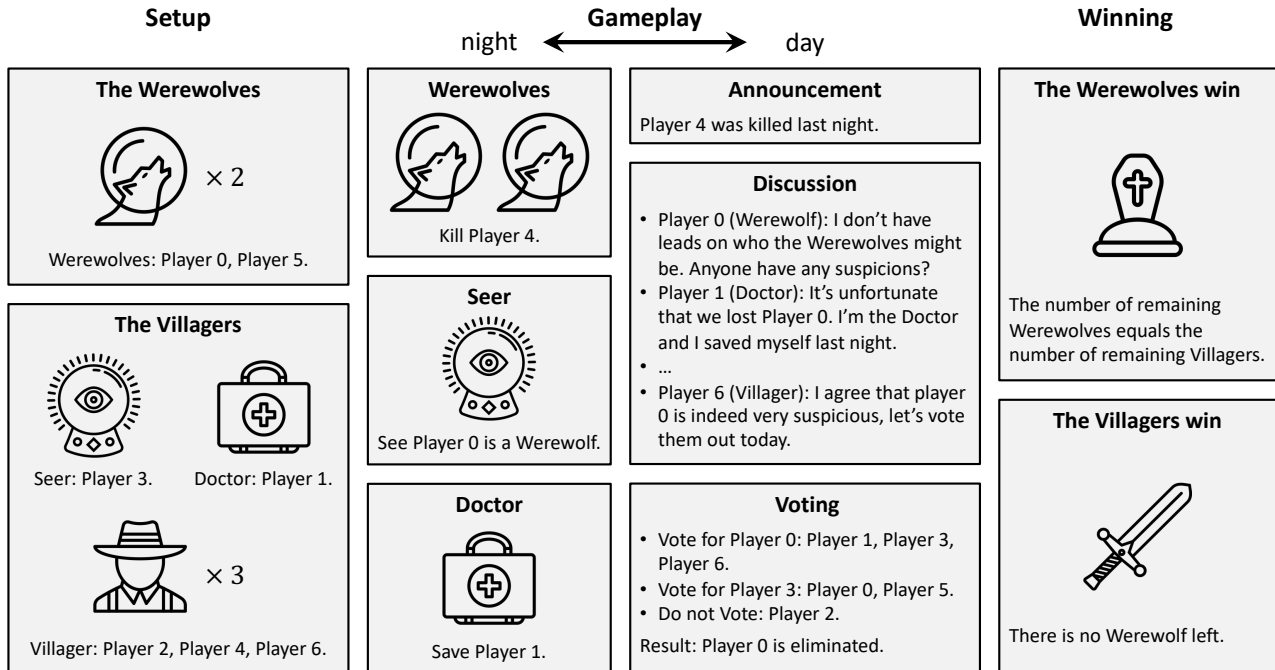 Setup
Gameplay
Winning
night
day
The Werewolves
× 2
Werewolves: Player 0, Player 5.
The Villagers
Seer: Player 3.
Doctor: Player 1.
× 3
Villager: Player 2, Player 4, Player 6.
Werewolves
Kill Player 4.
Seer
See Player 0 is a Werewolf.
Doctor
Save Player 1.
Announcement
Player 4 was killed last night.
Discussion
• Player 0 (Werewolf): I don't have
leads on who the Werewolves might
be. Anyone have any suspicions?
• Player 1 (Doctor): It's unfortunate
that we lost Player 0. I'm the Doctor
and I saved myself last night.
• …
• Player 6 (Villager): I agree that player
0 is indeed very suspicious, let's vote
them out today.
Voting
• Vote for Player 0: Player 1, Player 3,
Player 6.
• Vote for Player 3: Player 0, Player 5.
• Do not Vote: Player 2.
Result: Player 0 is eliminated.
The Werewolves win
The number of remaining
Werewolves equals the
number of remaining Villagers.
The Villagers win
There is no Werewolf left.